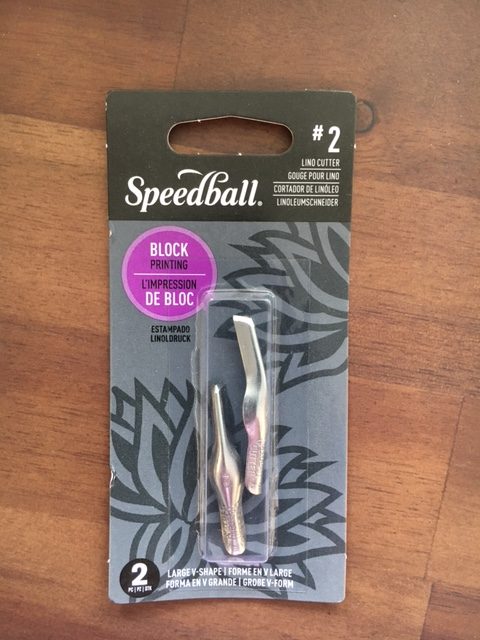 #2
LINO CUTTER
GOUGE POUR LINO
CORTADOR DE LINÓLEO
LINOLEUMSCHNEIDER
Speedball®
BLOCK
PRINTING
L'IMPRESSION
DE BLOC
ESTAMPADO
LINOLDRUCK
2
PC | PZ | STK
LARGE V-SHAPE | FORME EN V LARGE
FORMA EN V GRANDE | GROBE V-FORM